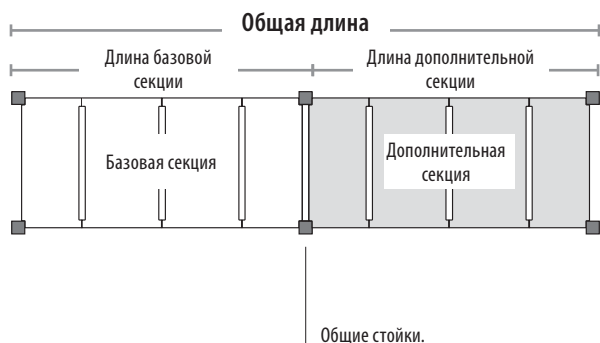 Общая длина
Длина базовой
секции
Длина дополнительной
секции
Базовая секция
Дополнительная
секция
Общие стойки.